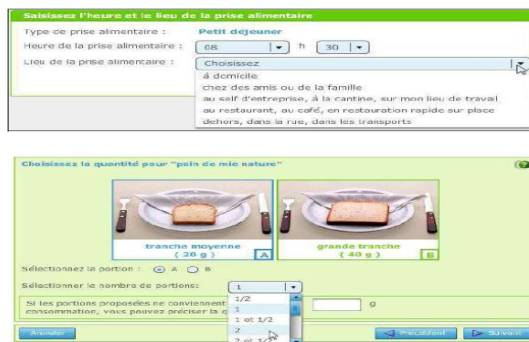 Saisissez l'heure et le lieu de la prise alimentaire
Type de prise alimentaire : Petit déjeuner
Heure de la prise alimentaire : 08 h 30
Lieu de la prise alimentaire : Choisissez
à domicile
chez des amis ou de la famille
au self d'entreprise, à la cantine, sur mon lieu de travail
au restaurant, au café, en restauration rapide sur place
dehors, dans la rue, dans les transports
Choisissez la quantité pour "pain de mie nature"
tranche moyenne
( 20 g ) A
grande tranche
( 40 g ) B
Sélectionnez la portion : A B
Sélectionner le nombre de portions: 1
1/2
1
1 et 1/2
2
2 et 1/2
Si les portions proposées ne conviennent
consommation, vous pouvez préciser la
g
Annuler
Précédent
Suivant